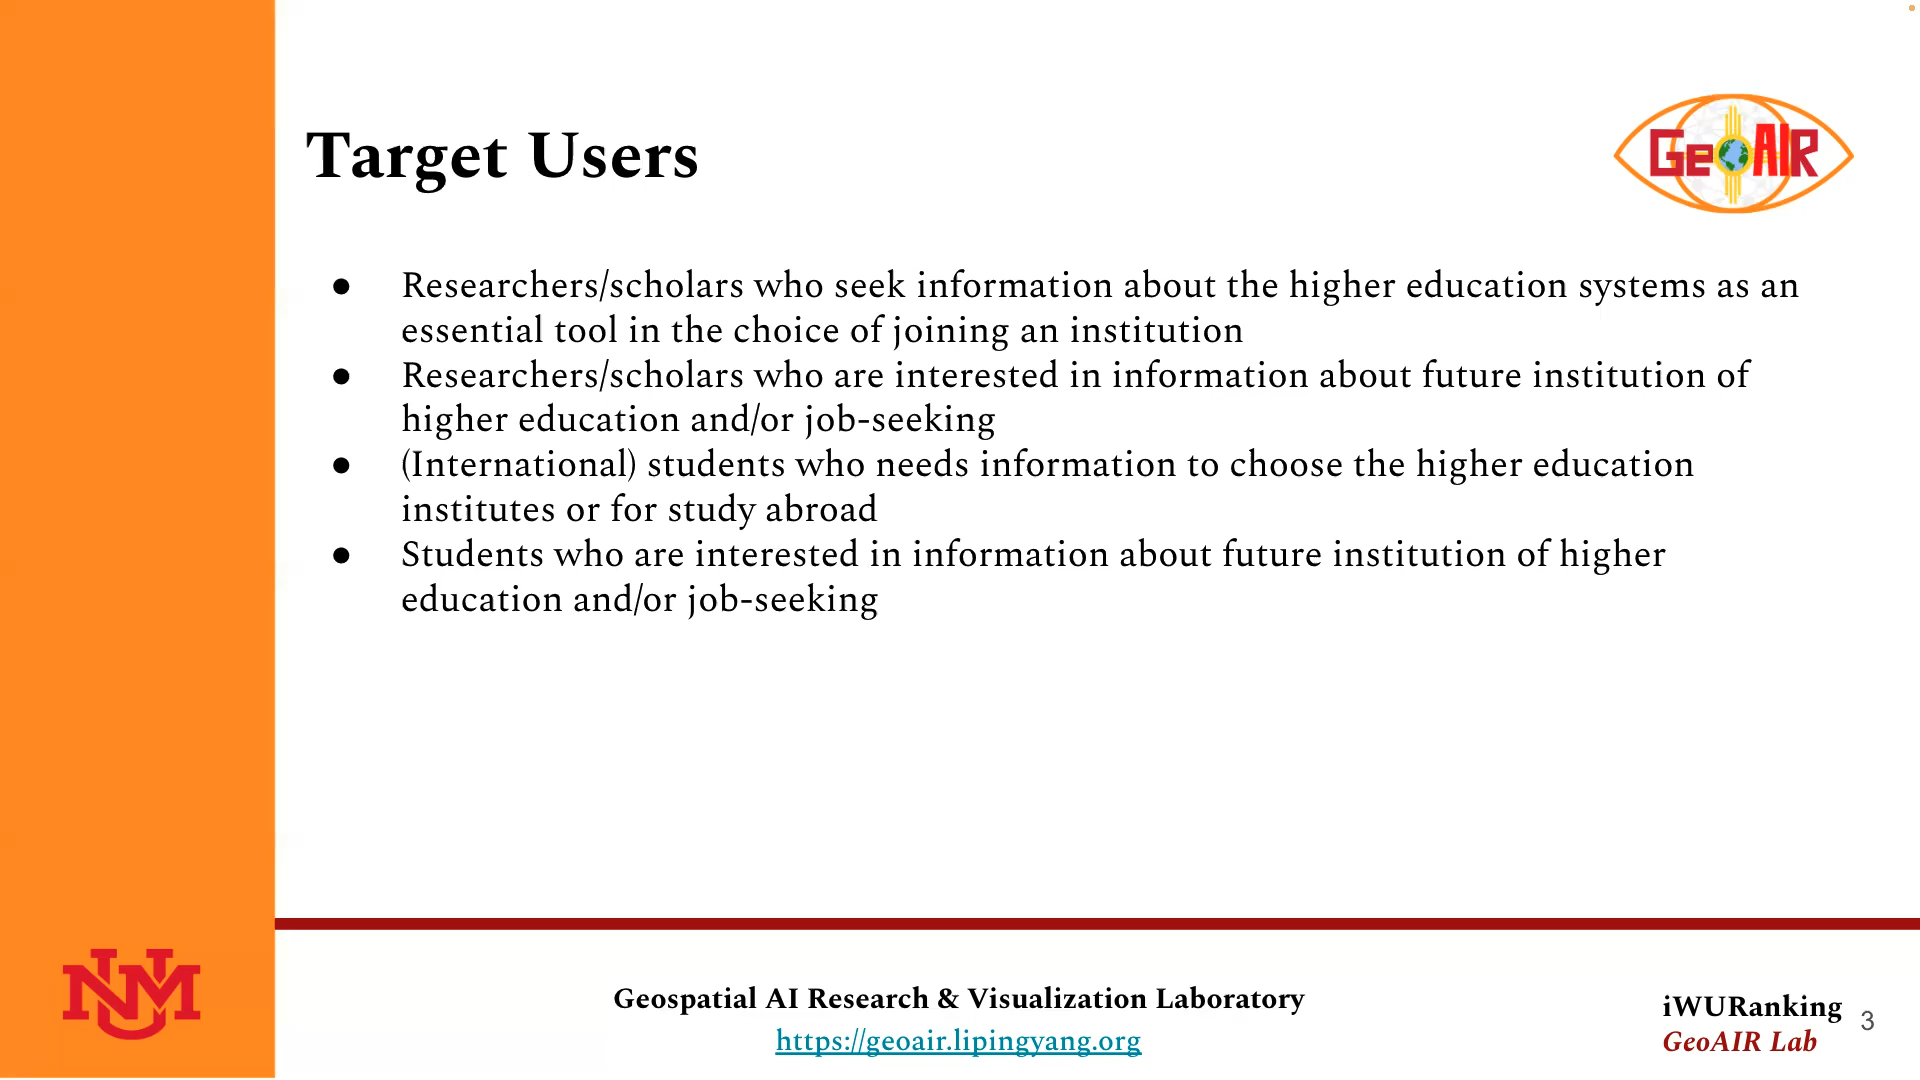 Target Users
GeoAIR
● Researchers/scholars who seek information about the higher education systems as an
essential tool in the choice of joining an institution
● Researchers/scholars who are interested in information about future institution of
higher education and/or job-seeking
● (International) students who needs information to choose the higher education
institutes or for study abroad
● Students who are interested in information about future institution of higher
education and/or job-seeking
NUM
Geospatial AI Research & Visualization Laboratory
https://geoair.lipingyang.org
iWURanking
GeoAIR Lab
3